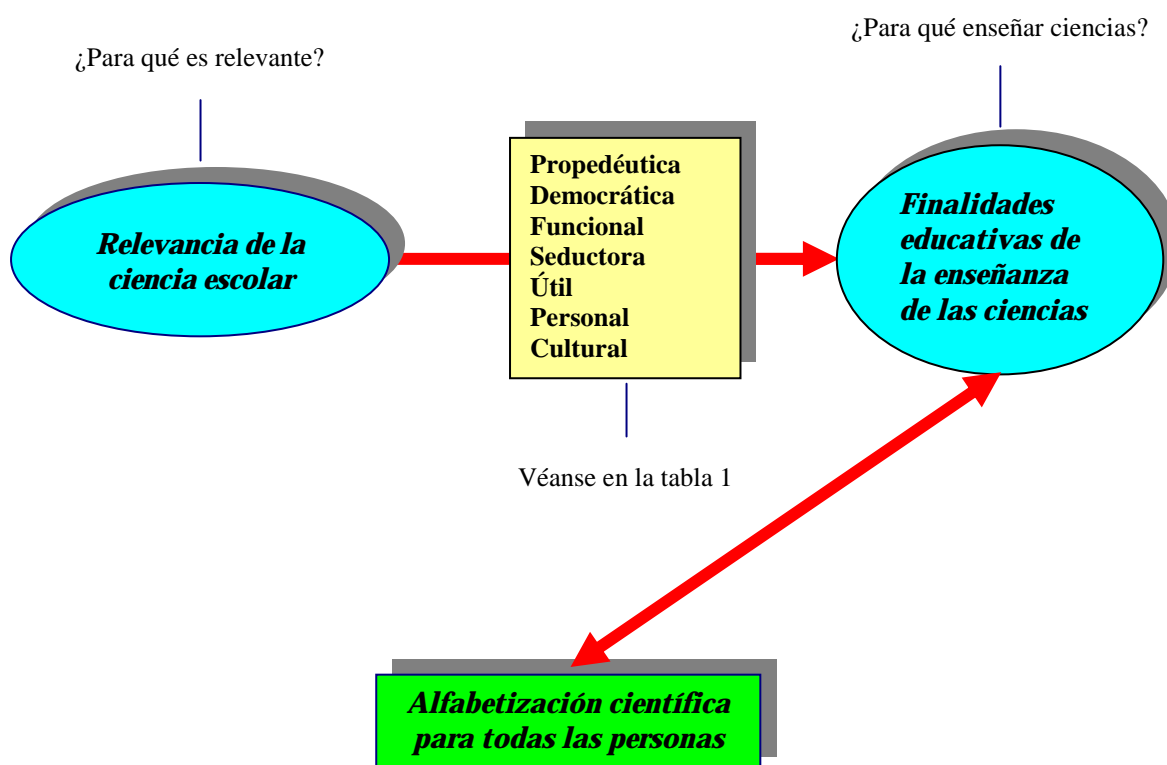 ¿Para qué enseñar ciencias?
¿Para qué es relevante?
Relevancia de la
ciencia escolar
Propedéutica
Democrática
Funcional
Seductora
Útil
Personal
Cultural
Finalidades
educativas de
la enseñanza
de las ciencias
Véanse en la tabla 1
Alfabetización científica
para todas las personas